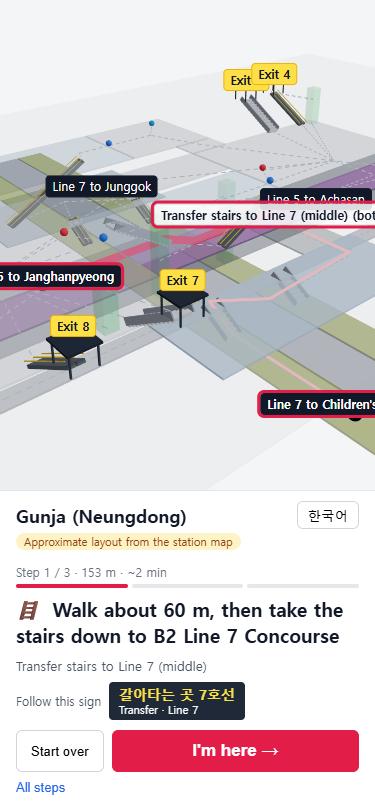 Exit
Exit 4
Line 7 to Junggok
Line 5 to Achasan
Transfer stairs to Line 7 (middle) (bot
5 to Janghanpyeong
Exit 7
Exit 8
Line 7 to Children's
Gunja (Neungdong)
한국어
Approximate layout from the station map
Step 1 / 3 · 153 m · ~2 min
Walk about 60 m, then take the
stairs down to B2 Line 7 Concourse
Transfer stairs to Line 7 (middle)
Follow this sign
갈아타는 곳 7호선
Transfer · Line 7
Start over
I'm here →
All steps